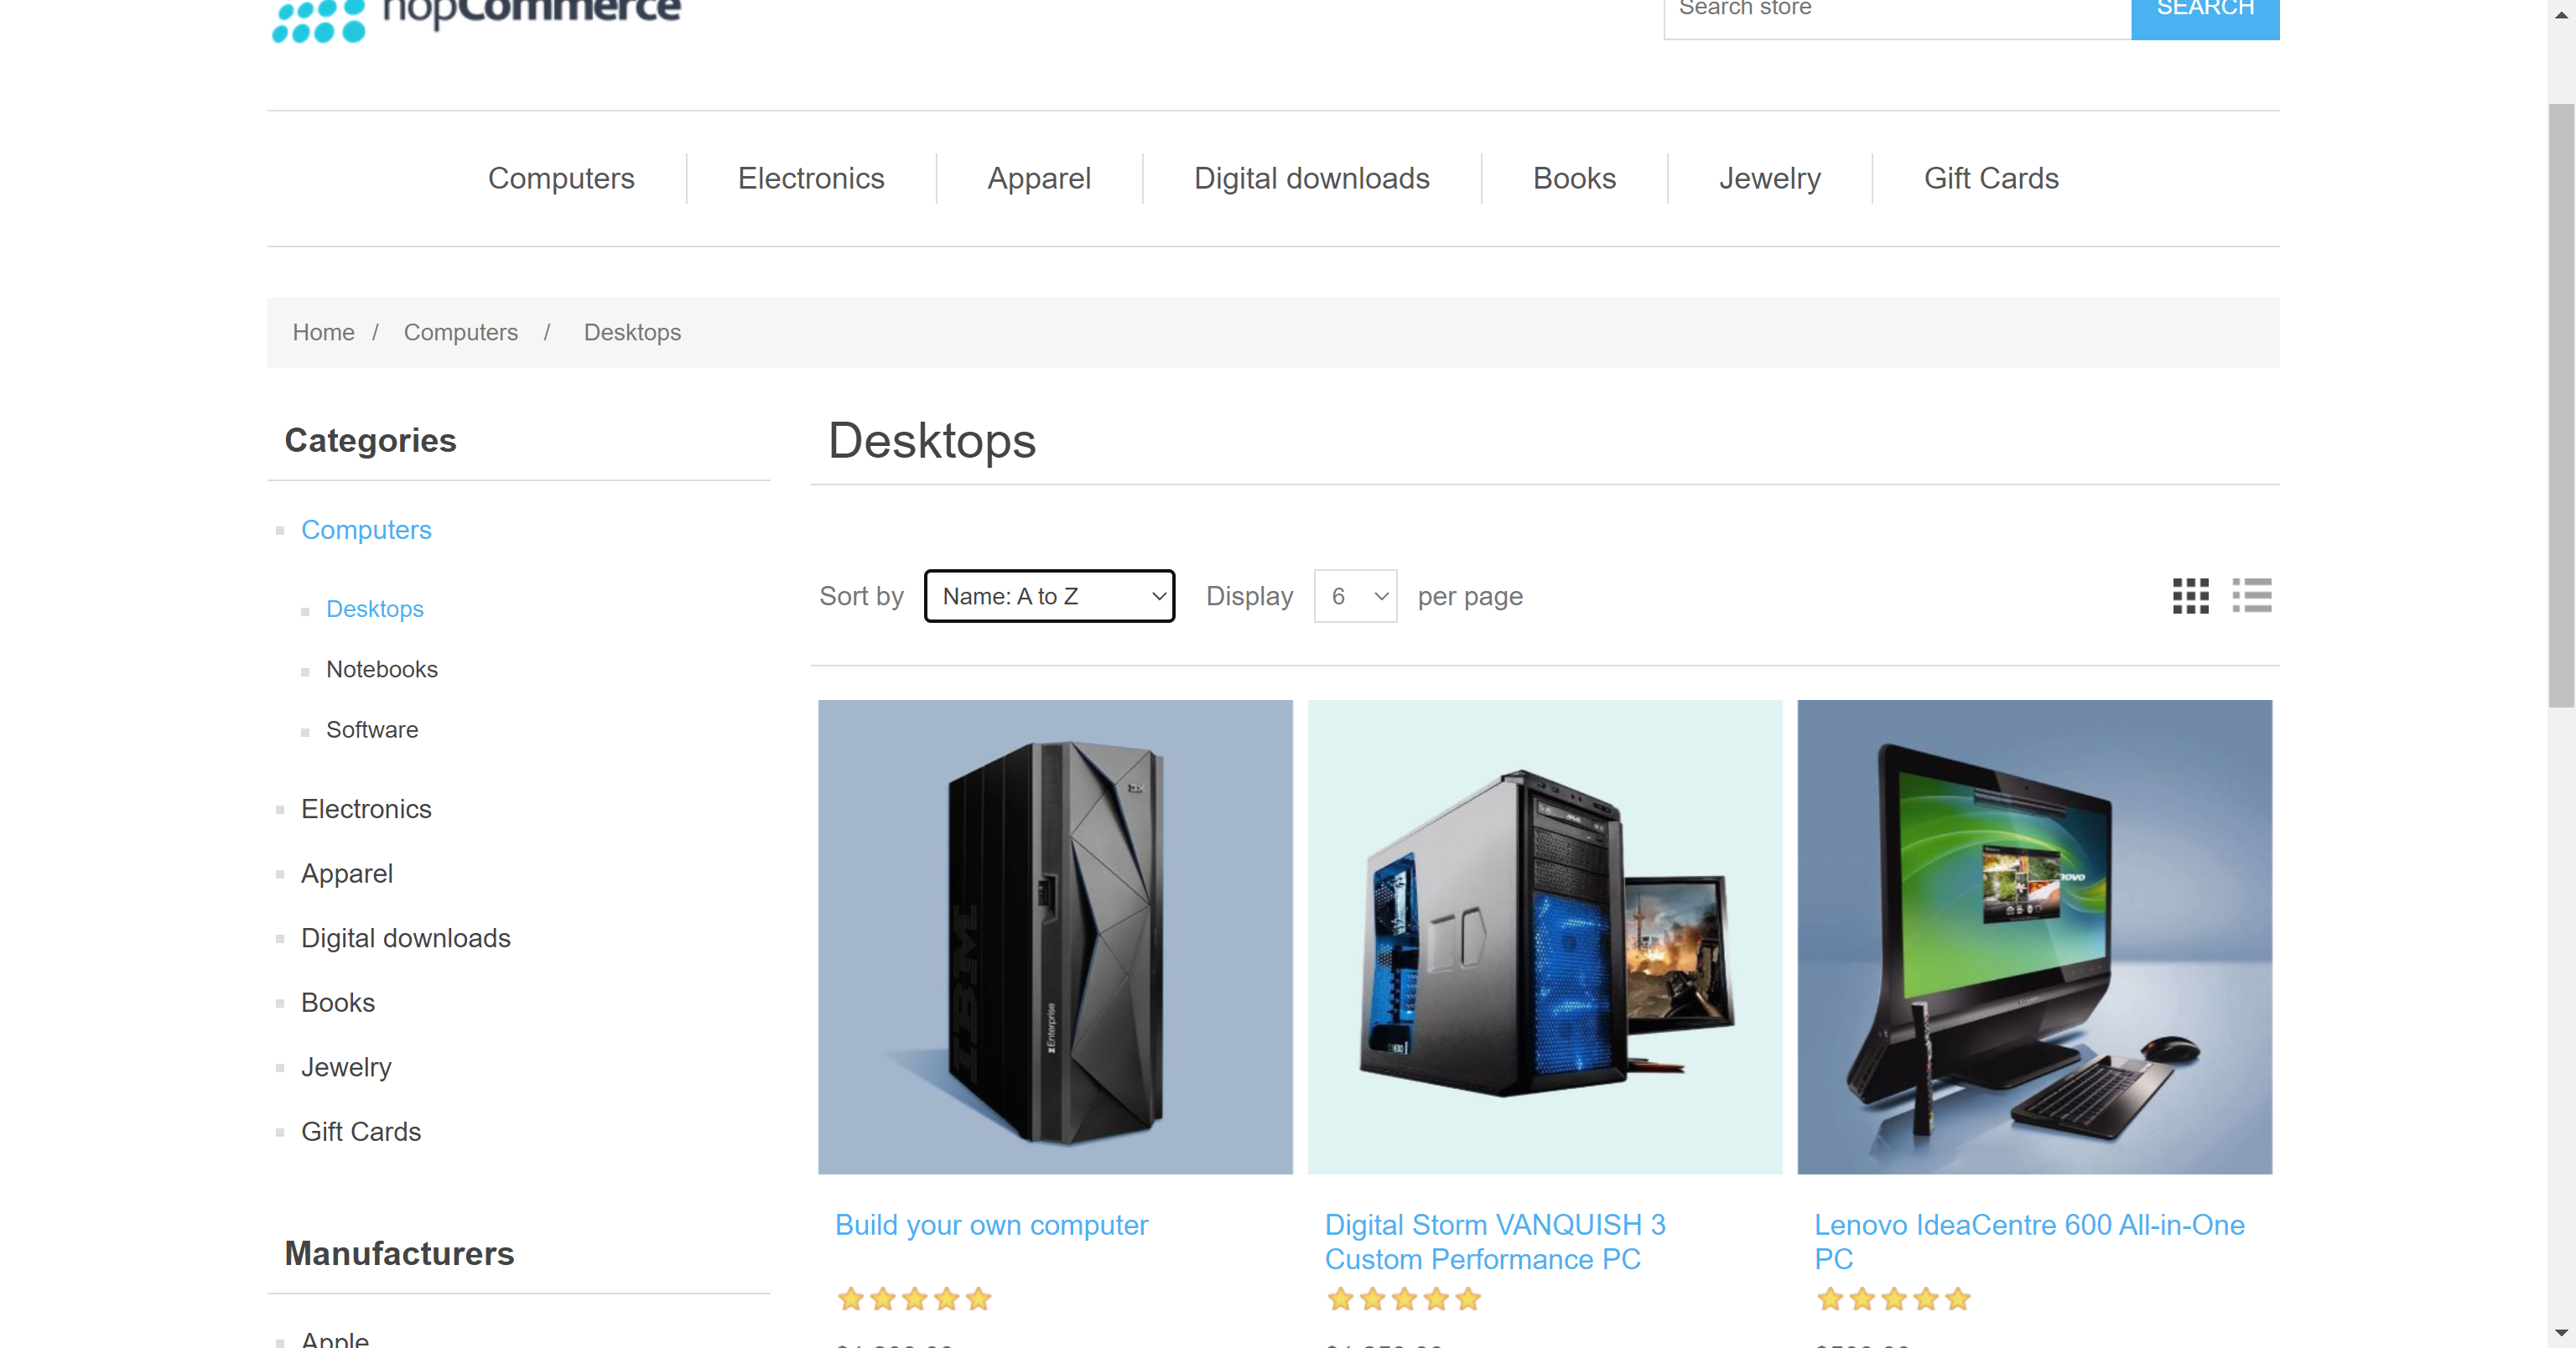 nopCommerce
Search store
SEARCH
Computers
Electronics
Apparel
Digital downloads
Books
Jewelry
Gift Cards
Home / Computers / Desktops
Categories
Computers
Desktops
Notebooks
Software
Electronics
Apparel
Digital downloads
Books
Jewelry
Gift Cards
Manufacturers
Apple
Desktops
Sort by Name: A to Z Display 6 per page
IBM
IBM
zEnterprise
Build your own computer
Digital Storm VANQUISH 3
Custom Performance PC
Lenovo IdeaCentre 600 All-in-One
PC